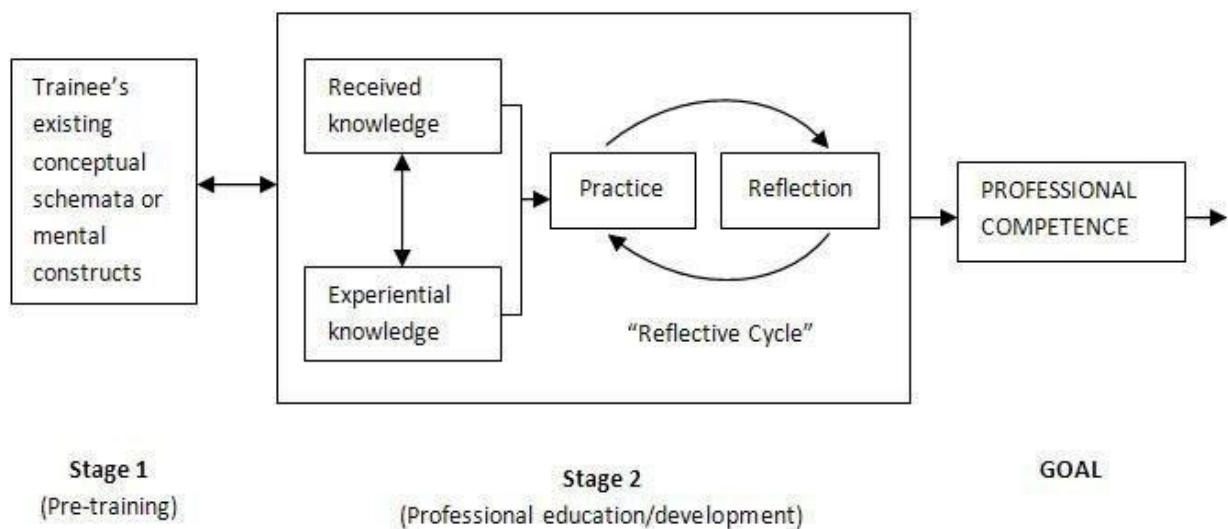 Trainee’s
existing
conceptual
schemata or
mental
constructs
Received
knowledge
Experiential
knowledge
Practice
Reflection
“Reflective Cycle”
PROFESSIONAL
COMPETENCE
Stage 1
(Pre-training)
Stage 2
(Professional education/development)
GOAL